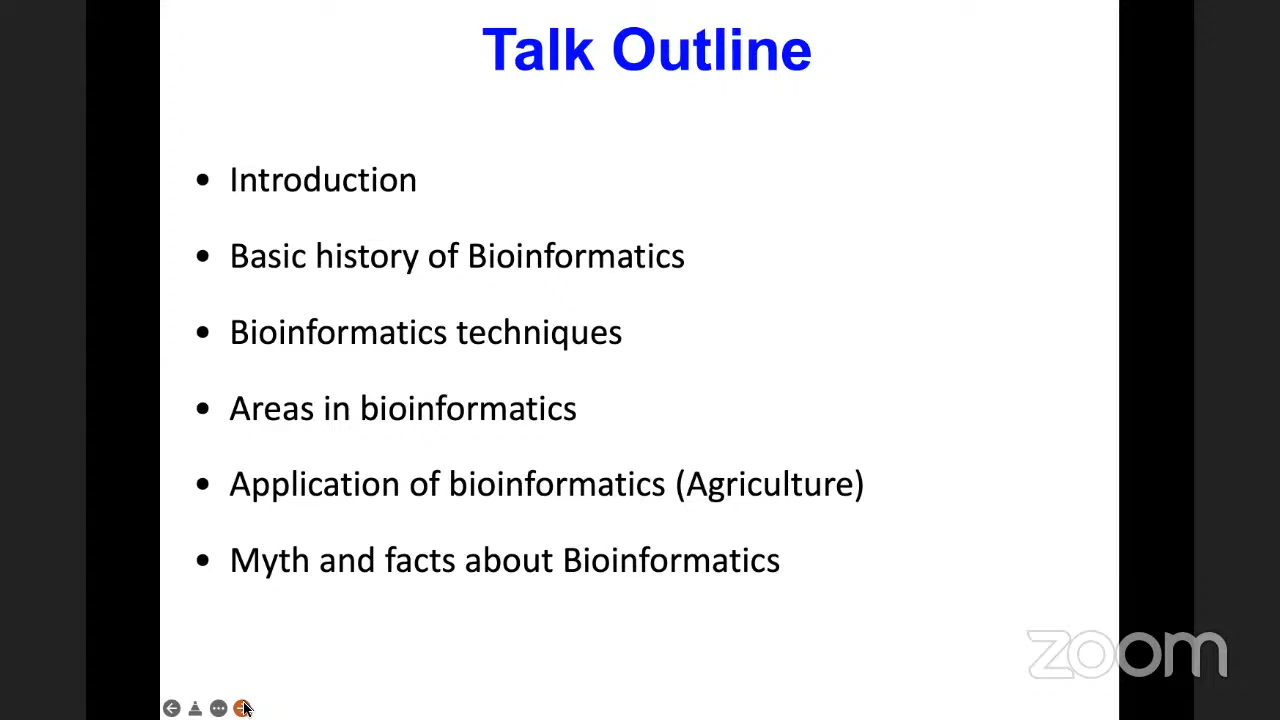 Talk Outline
• Introduction
• Basic history of Bioinformatics
• Bioinformatics techniques
• Areas in bioinformatics
• Application of bioinformatics (Agriculture)
• Myth and facts about Bioinformatics
zoom